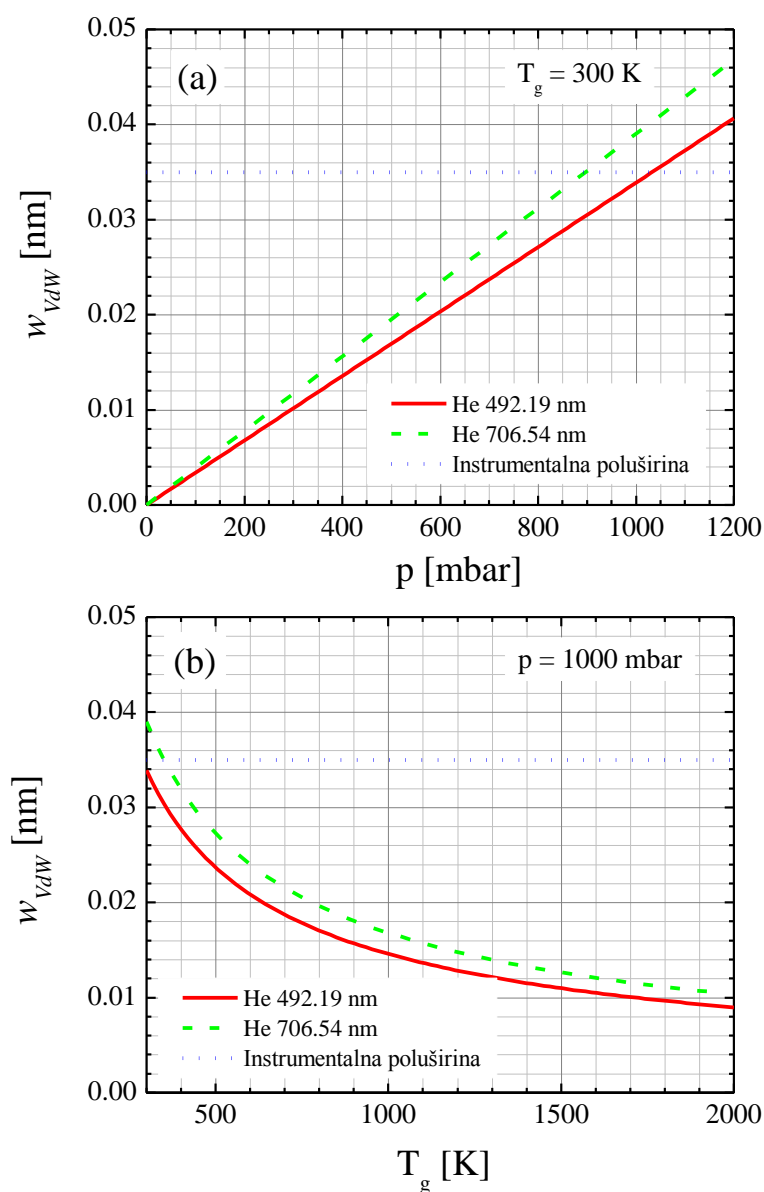 0.05
(a)
T_g = 300 K
0.04
0.03
w_VdW [nm]
0.02
0.01
He 492.19 nm
He 706.54 nm
Instrumentalna poluširina
0.00
0 200 400 600 800 1000 1200
p [mbar]
0.05
(b)
p = 1000 mbar
0.04
0.03
w_VdW [nm]
0.02
0.01
He 492.19 nm
He 706.54 nm
Instrumentalna poluširina
0.00
500 1000 1500 2000
T_g [K]